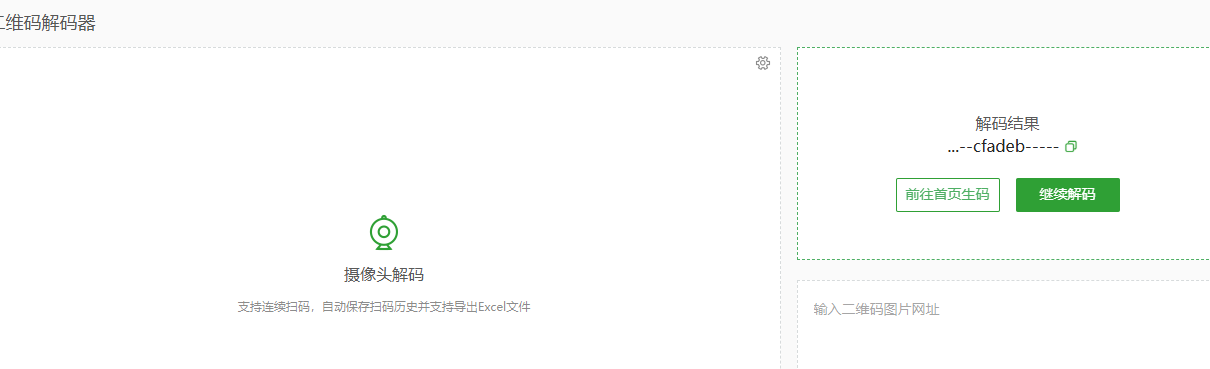 二维码解码器
摄像头解码
支持连续扫码，自动保存扫码历史并支持导出Excel文件
解码结果
...--cfadeb-----
前往首页生码
继续解码
输入二维码图片网址